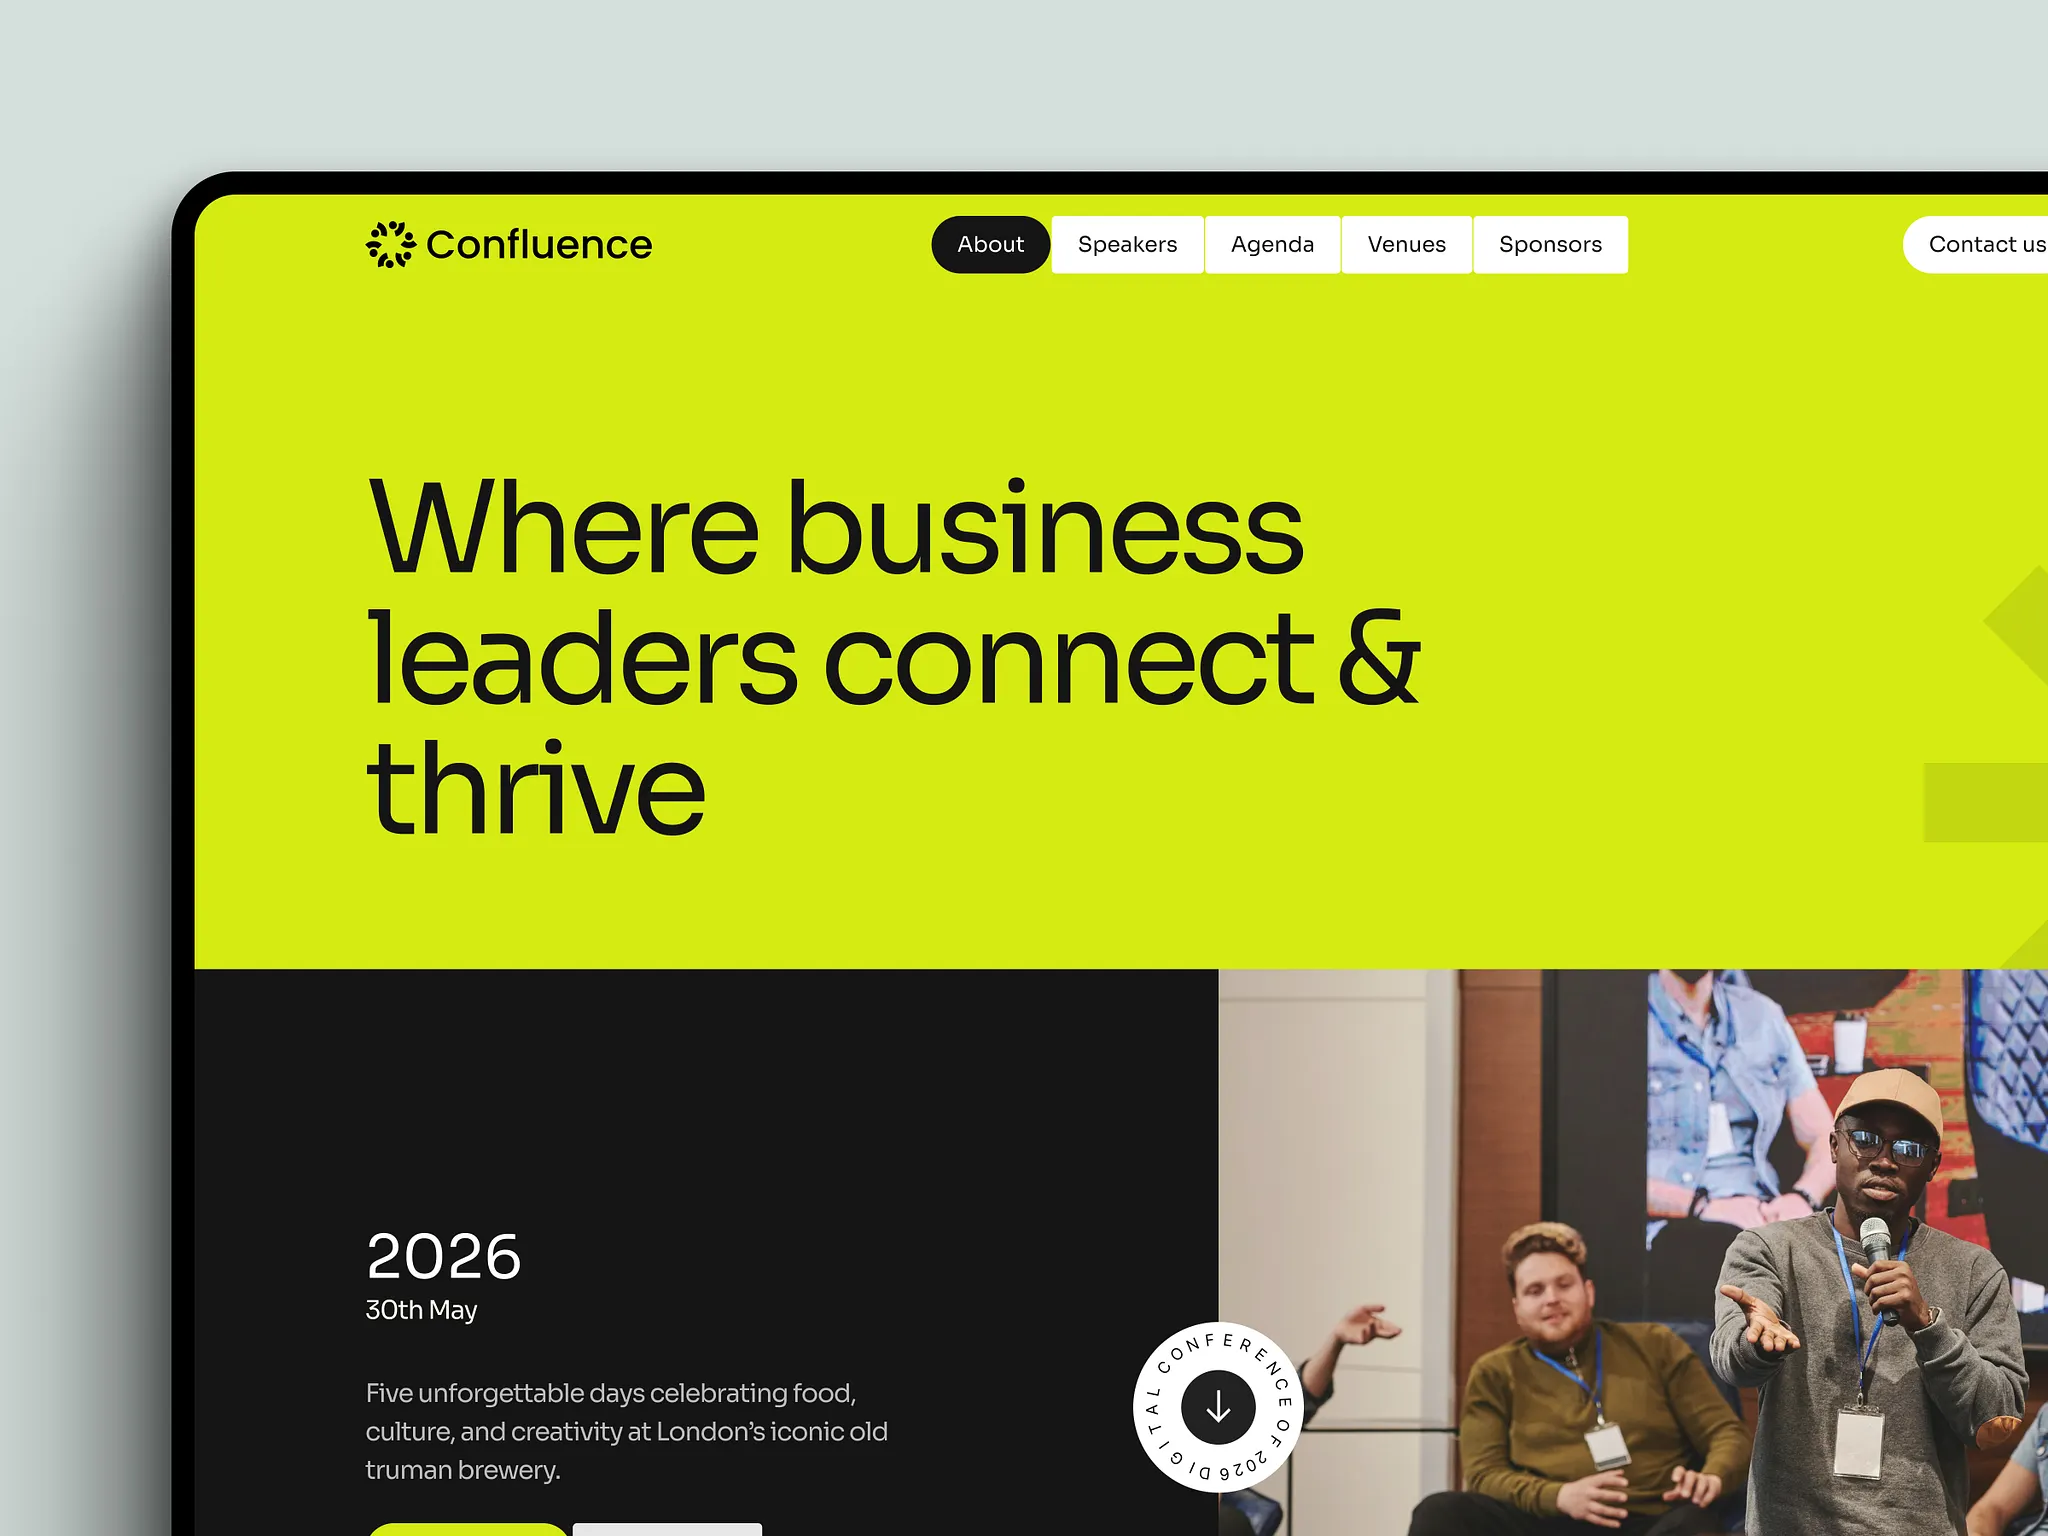 Confluence
About
Speakers
Agenda
Venues
Sponsors
Contact us
Where business
leaders connect &
thrive
2026
30th May
Five unforgettable days celebrating food,
culture, and creativity at London’s iconic old
truman brewery.
DIGITAL CONFERENCE OF 2026